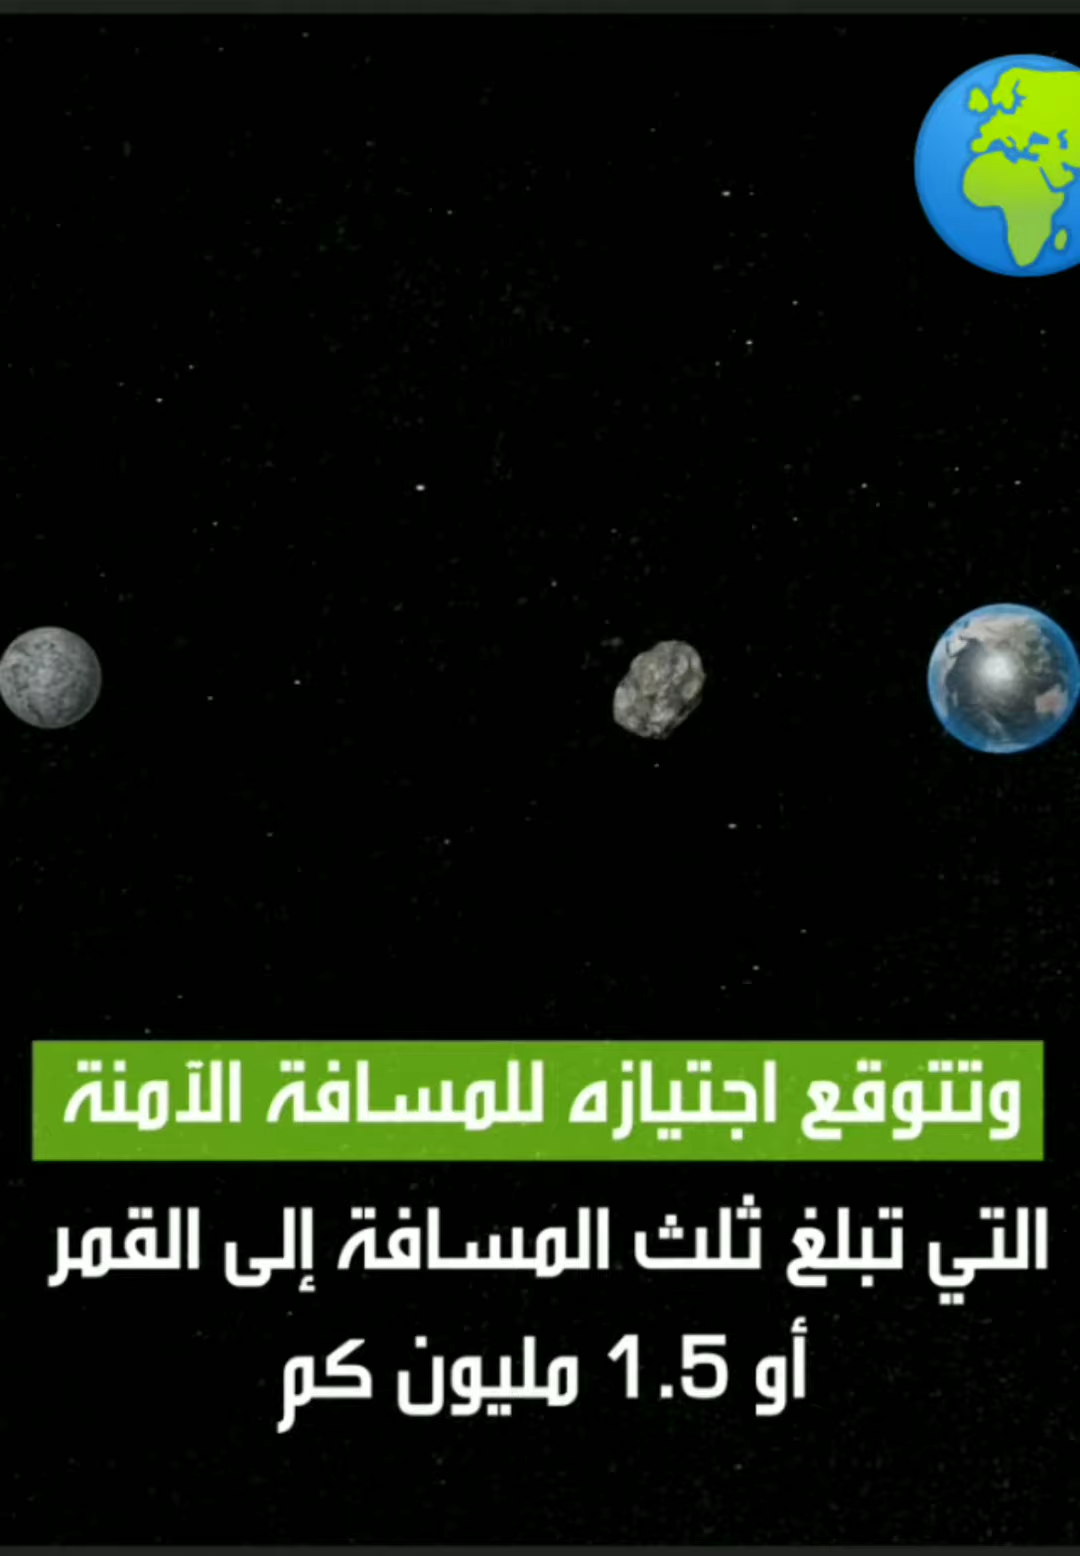 وتتوقع اجتيازه للمسافة الآمنة
التي تبلغ ثلث المسافة إلى القمر
أو 1.5 مليون كم